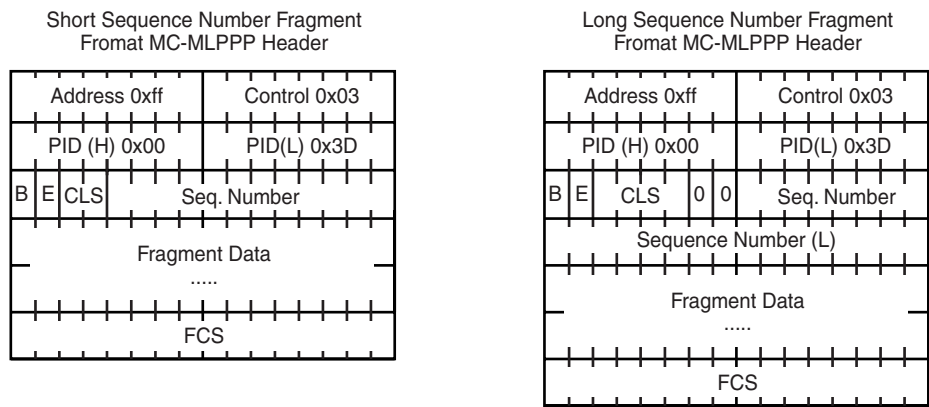 Short Sequence Number Fragment
Fromat MC-MLPPP Header
Address 0xff Control 0x03
PID (H) 0x00 PID(L) 0x3D
B E CLS Seq. Number
Fragment Data
.....
FCS
Long Sequence Number Fragment
Fromat MC-MLPPP Header
Address 0xff Control 0x03
PID (H) 0x00 PID(L) 0x3D
B E CLS 0 0 Seq. Number
Sequence Number (L)
Fragment Data
.....
FCS